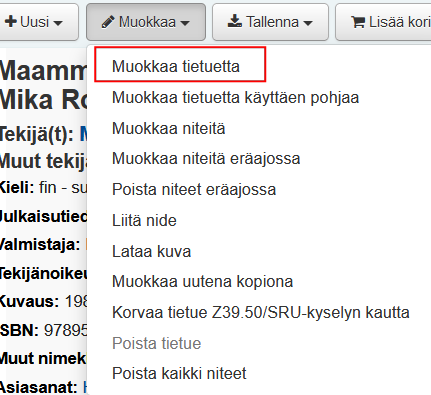 Uusi Muokkaa Tallenna Lisää kori
Muokkaa tietuetta
Muokkaa tietuetta käyttäen pohjaa
Muokkaa niteitä
Muokkaa niteitä eräajossa
Poista niteet eräajossa
Liitä nide
Lataa kuva
Muokkaa uutena kopiona
Korvaa tietue Z39.50/SRU-kyselyn kautta
Poista tietue
Poista kaikki niteet
Maamm
Mika Ro
Tekijä(t): M
Muut tekijä
Kieli: fin - su
Julkaisutied
Valmistaja:
Tekijänoikeu
Kuvaus: 198
ISBN: 97895
Muut nimek
Asiasanat: H